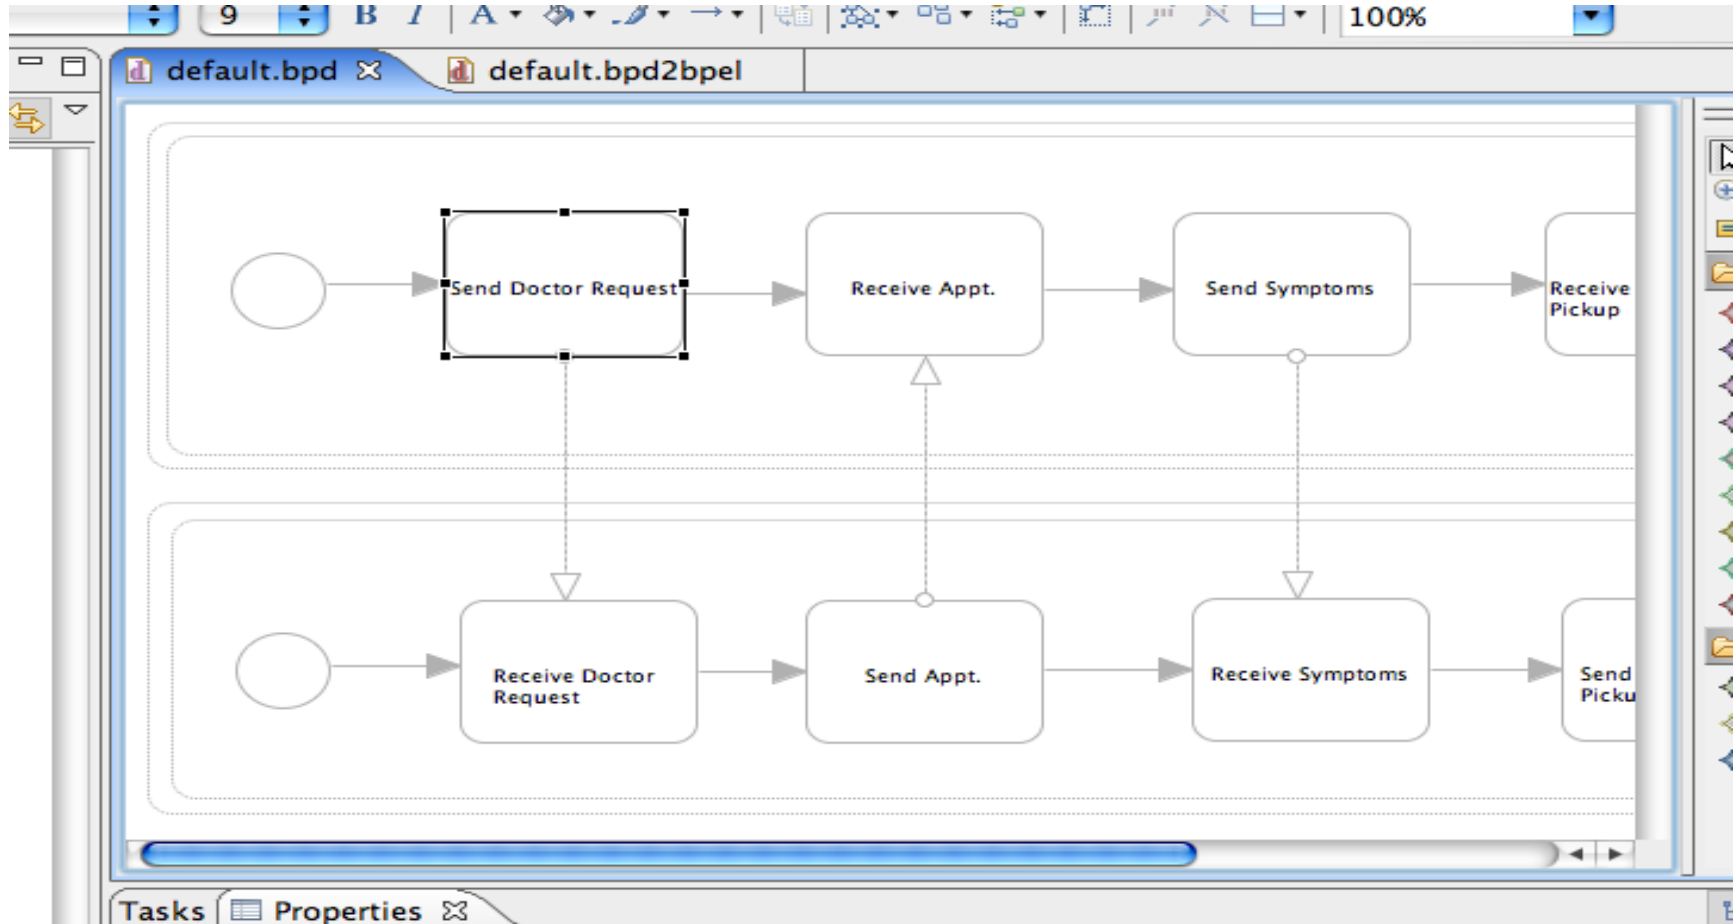 9 B I A 100%
default.bpd default.bpd2bpel
Send Doctor Request
Receive Appt.
Send Symptoms
Receive
Pickup
Receive Doctor
Request
Send Appt.
Receive Symptoms
Send
Picku
Tasks Properties